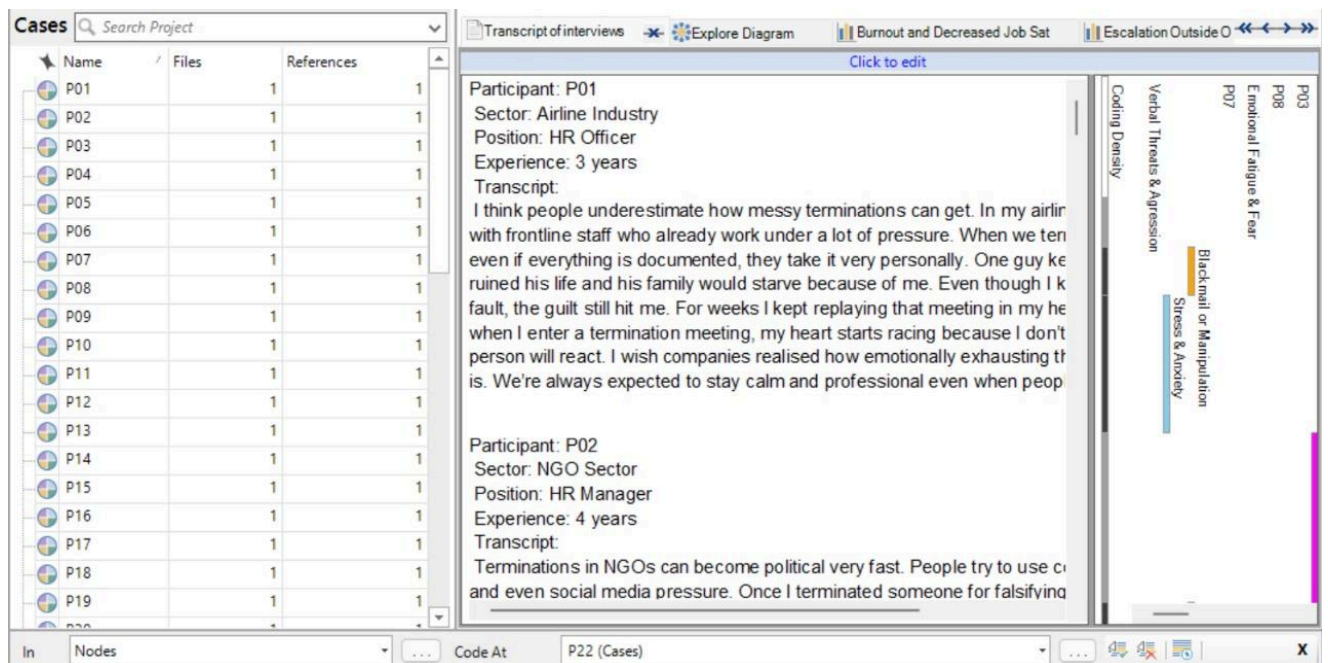 Cases
Search Project
Name / Files References
P01 1 1
P02 1 1
P03 1 1
P04 1 1
P05 1 1
P06 1 1
P07 1 1
P08 1 1
P09 1 1
P10 1 1
P11 1 1
P12 1 1
P13 1 1
P14 1 1
P15 1 1
P16 1 1
P17 1 1
P18 1 1
P19 1 1
Transcript of interviews Explore Diagram Burnout and Decreased Job Sat Escalation Outside O
Click to edit
Participant: P01
Sector: Airline Industry
Position: HR Officer
Experience: 3 years
Transcript:
I think people underestimate how messy terminations can get. In my airlin
with frontline staff who already work under a lot of pressure. When we terr
even if everything is documented, they take it very personally. One guy ke
ruined his life and his family would starve because of me. Even though I k
fault, the guilt still hit me. For weeks I kept replaying that meeting in my he
when I enter a termination meeting, my heart starts racing because I don't
person will react. I wish companies realised how emotionally exhausting th
is. We're always expected to stay calm and professional even when peop
Participant: P02
Sector: NGO Sector
Position: HR Manager
Experience: 4 years
Transcript:
Terminations in NGOs can become political very fast. People try to use c
and even social media pressure. Once I terminated someone for falsifying
P03
P08
Emotional Fatigue & Fear
P07
Blackmail or Manipulation
Stress & Anxiety
Verbal Threats & Agression
Coding Density
In Nodes ... Code At P22 (Cases) ... X